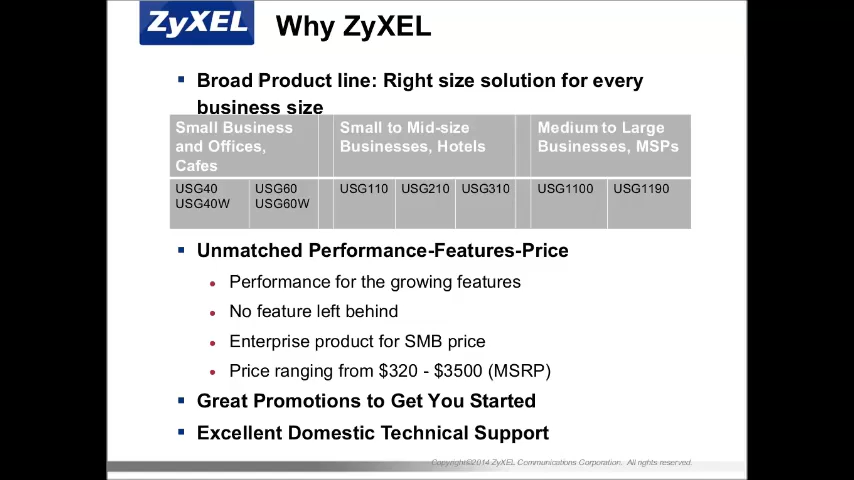 ZyXEL
Why ZyXEL
Broad Product line: Right size solution for every
business size
Small Business
and Offices,
Cafes
Small to Mid-size
Businesses, Hotels
Medium to Large
Businesses, MSPs
USG40
USG40W
USG60
USG60W
USG110
USG210
USG310
USG1100
USG1190
Unmatched Performance-Features-Price
Performance for the growing features
No feature left behind
Enterprise product for SMB price
Price ranging from $320 - $3500 (MSRP)
Great Promotions to Get You Started
Excellent Domestic Technical Support
Copyright©2014 ZyXEL Communications Corporation. All rights reserved.